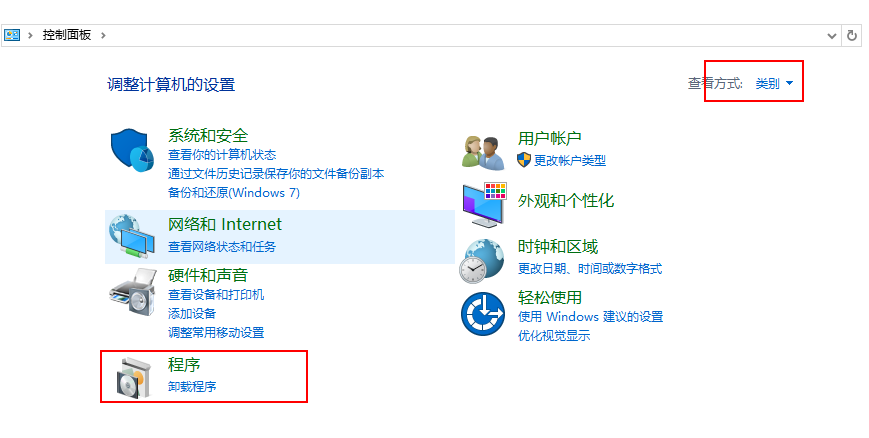 控制面板
调整计算机的设置
查看方式: 类别
系统和安全
查看你的计算机状态
通过文件历史记录保存你的文件备份副本
备份和还原(Windows 7)
网络和 Internet
查看网络状态和任务
硬件和声音
查看设备和打印机
添加设备
调整常用移动设置
程序
卸载程序
用户帐户
更改帐户类型
外观和个性化
时钟和区域
更改日期、时间或数字格式
轻松使用
使用 Windows 建议的设置
优化视觉显示